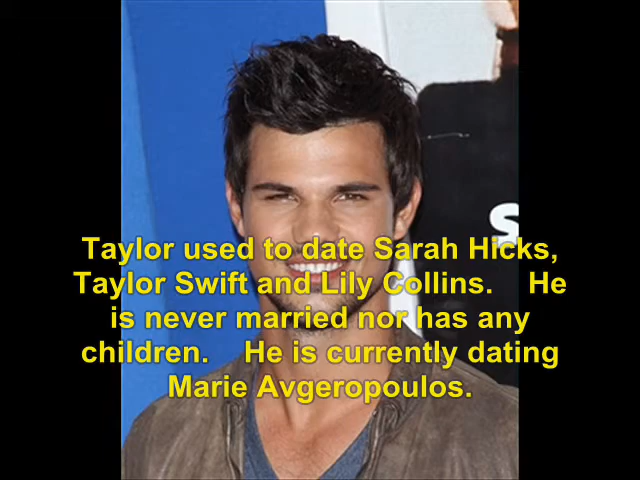 S
Taylor used to date Sarah Hicks,
Taylor Swift and Lily Collins.    He
is never married nor has any
children.    He is currently dating
Marie Avgeropoulos.